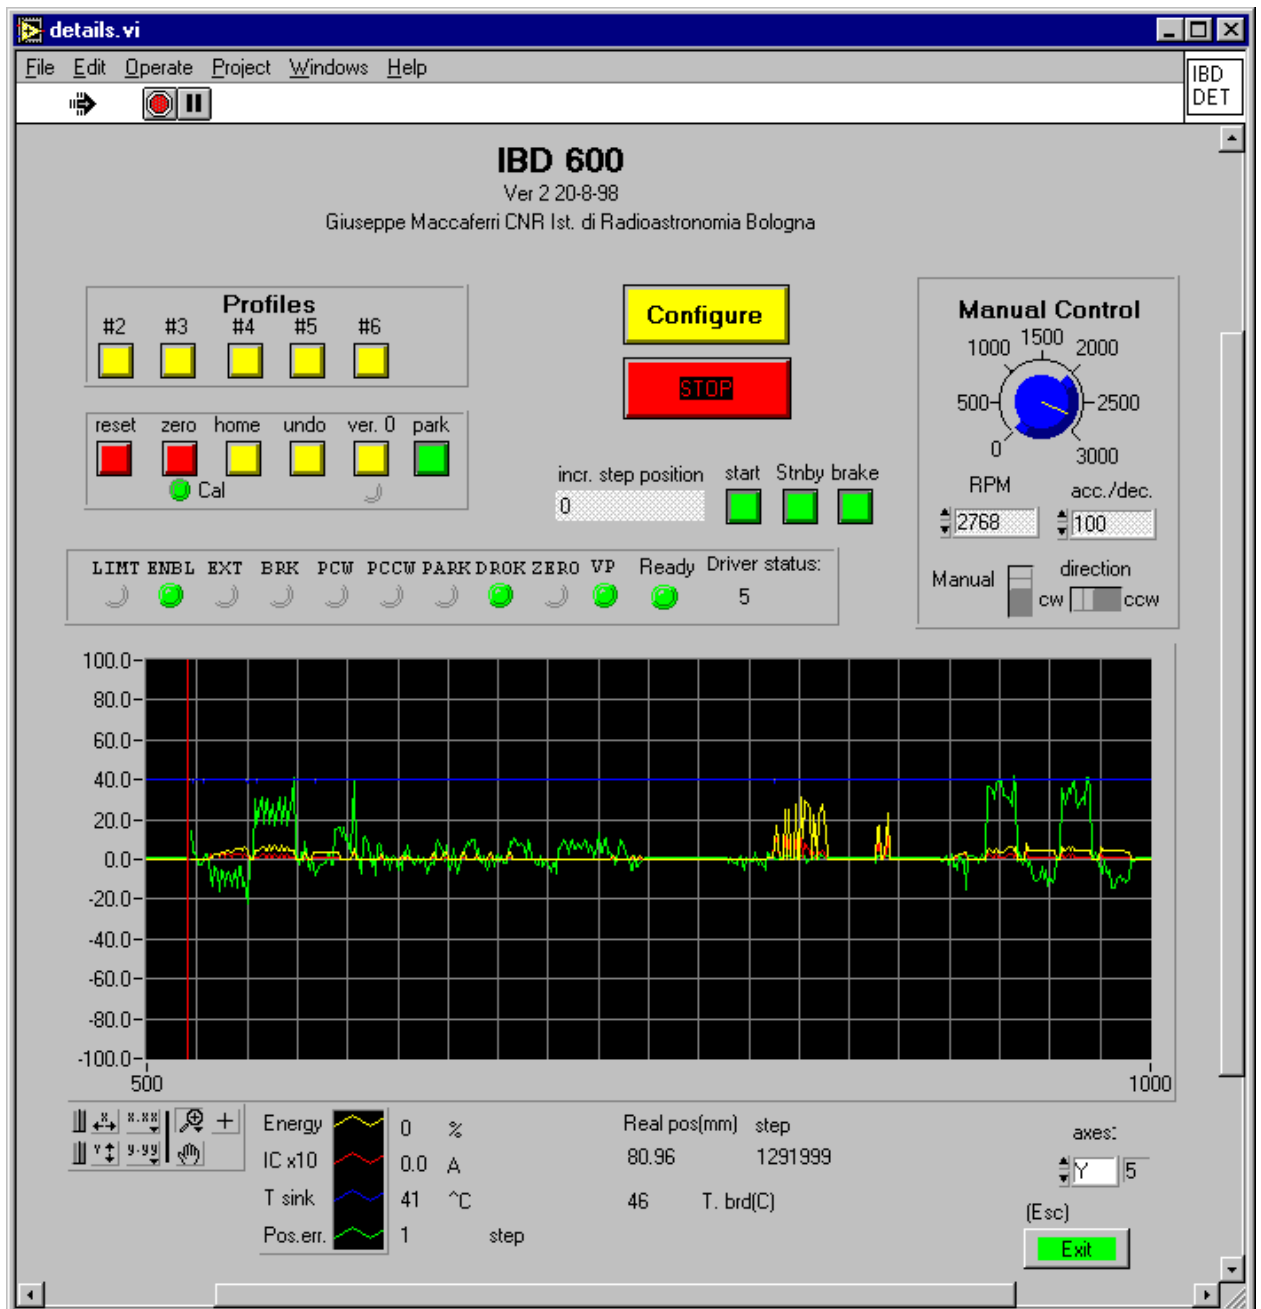 details.vi
File Edit Operate Project Windows Help
IBD
DET
IBD 600
Ver 2 20-8-98
Giuseppe Maccaferri CNR Ist. di Radioastronomia Bologna
Profiles
#2 #3 #4 #5 #6
reset zero home undo ver. 0 park
Cal
Configure
STOP
incr. step position start Stnby brake
0
Manual Control
0 500 1000 1500 2000 2500 3000
RPM acc./dec.
2768 100
Manual direction
cw ccw
LIMT ENBL EXT BRK PCW PCCW PARK DROK ZERO VP Ready Driver status:
5
100.0
80.0
60.0
40.0
20.0
0.0
-20.0
-40.0
-60.0
-80.0
-100.0
500 1000
X X.XX
Y Y.YY
Energy 0 %
IC x10 0.0 A
T sink 41 ^C
Pos.err. 1 step
Real pos(mm) step
80.96 1291999
46 T. brd(C)
axes:
Y 5
(Esc)
Exit